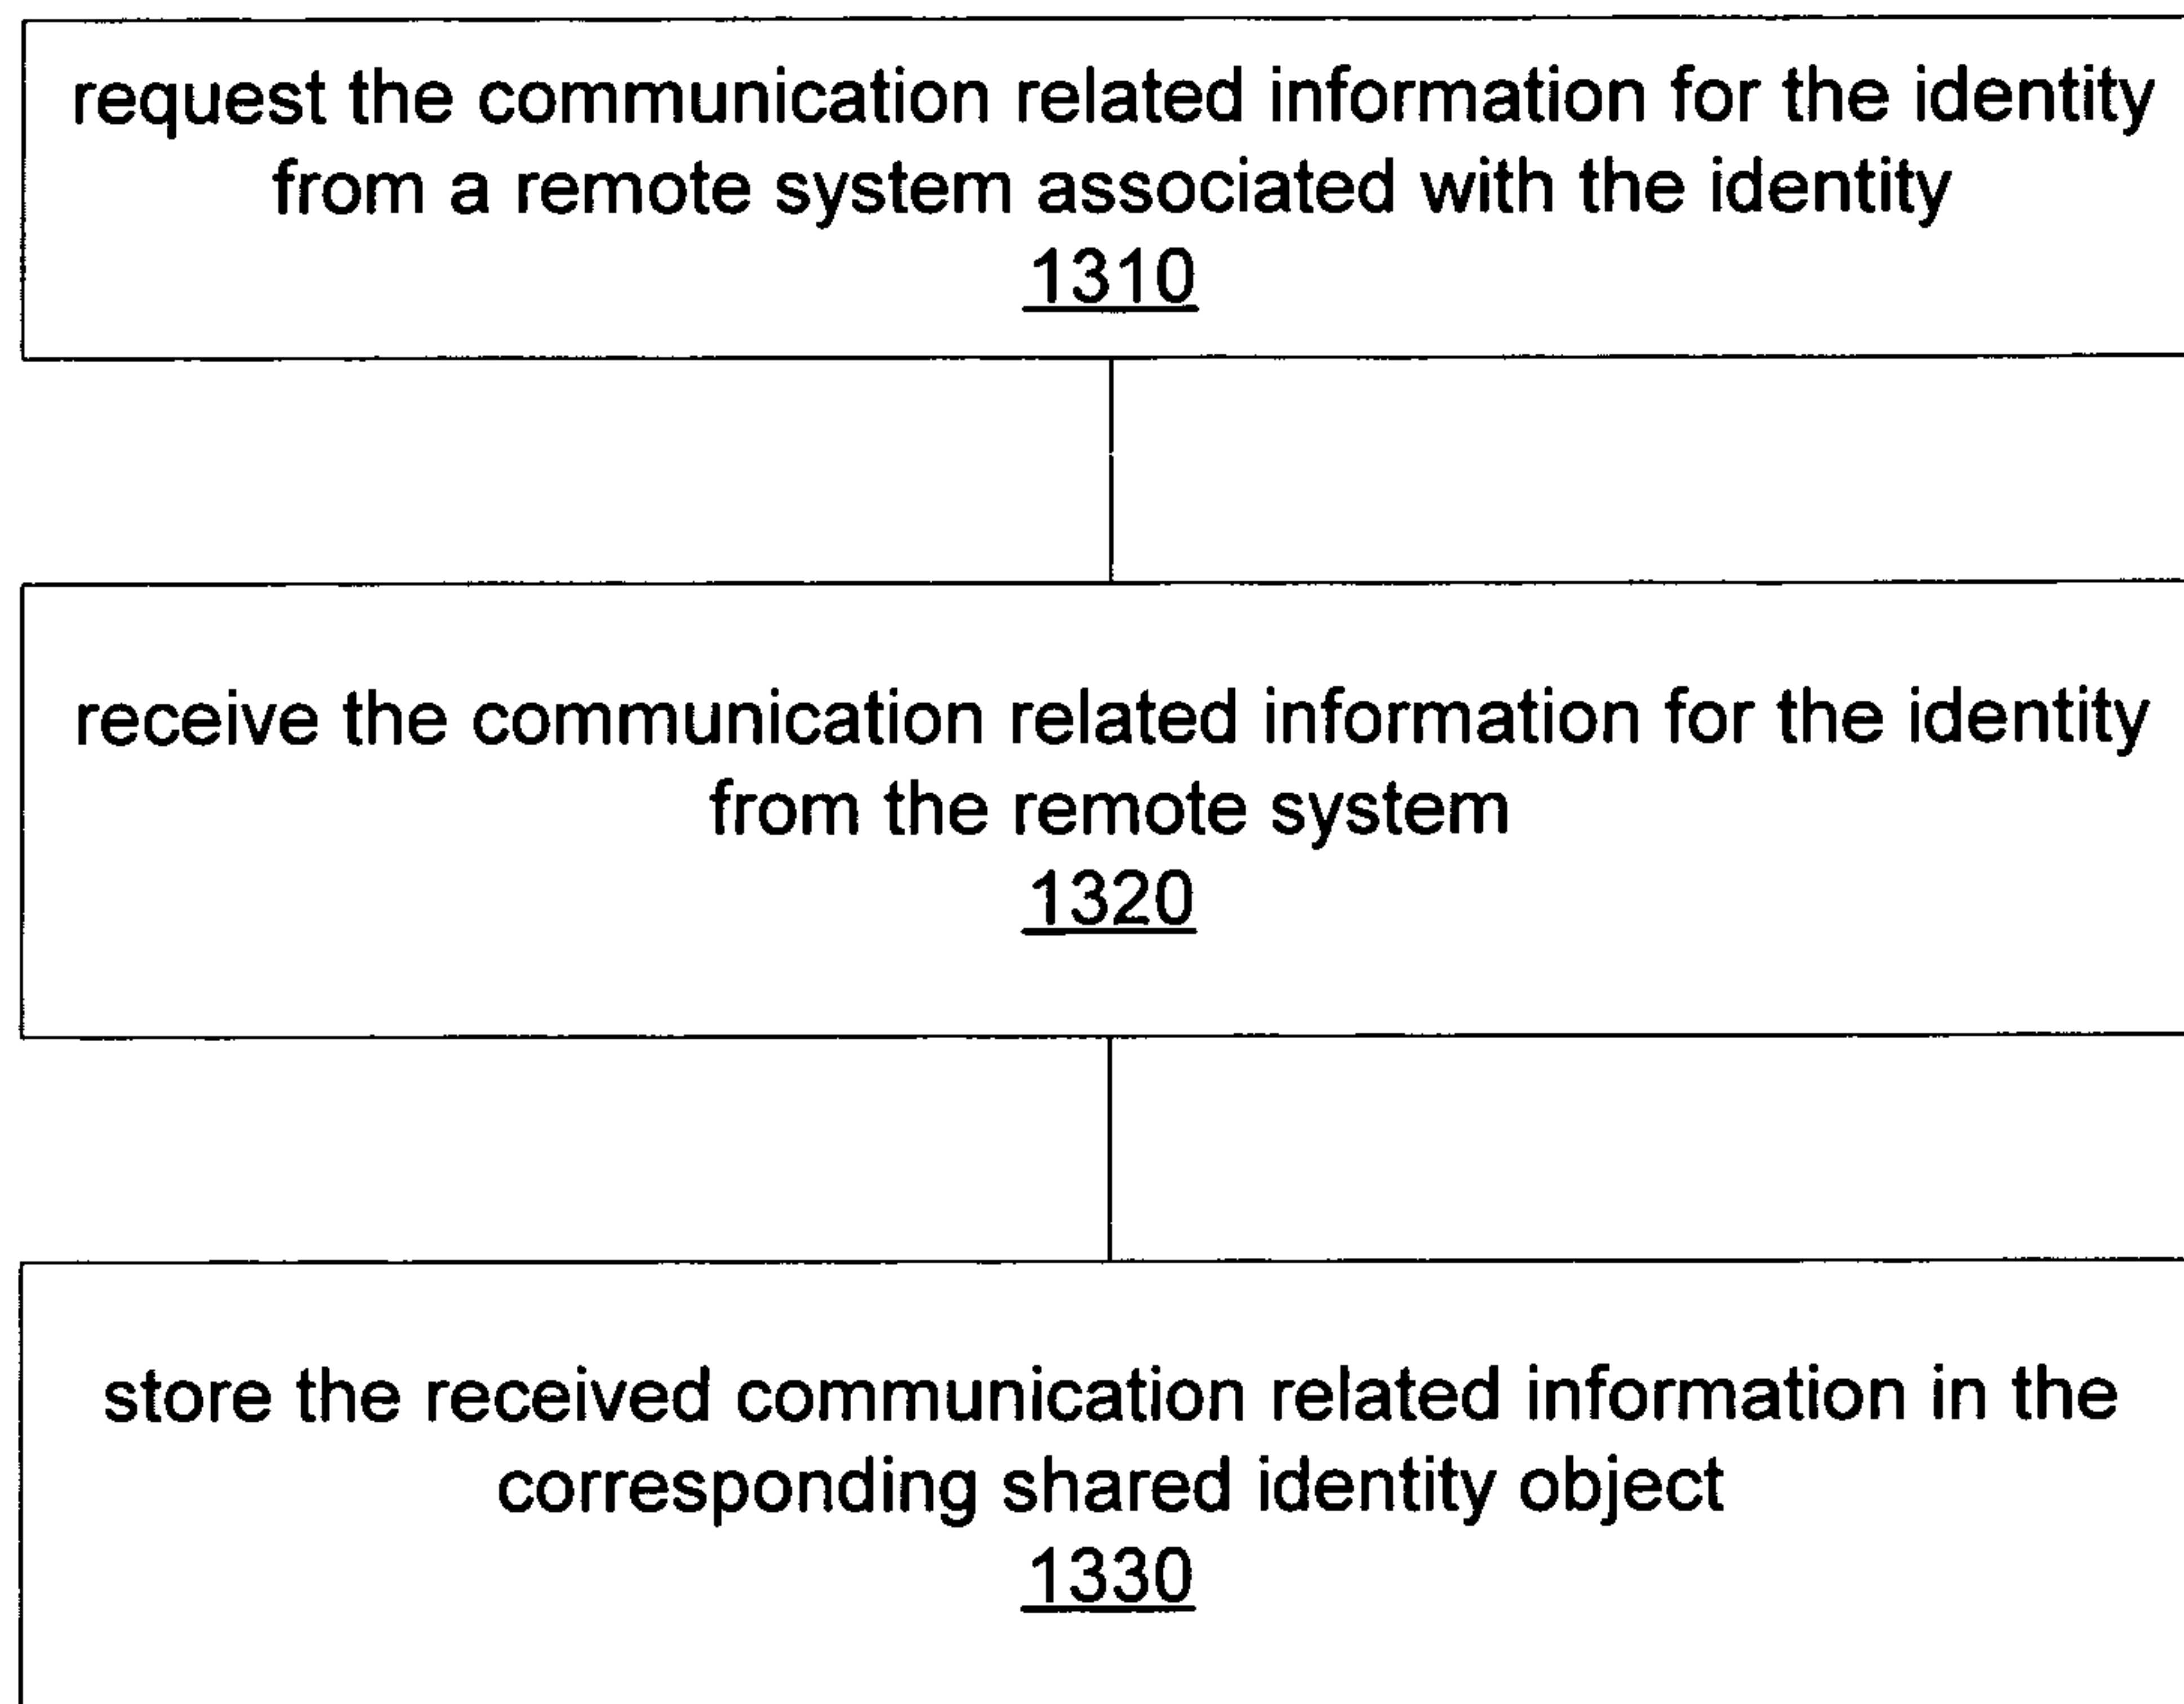 request the communication related information for the identity
from a remote system associated with the identity
1310
receive the communication related information for the identity
from the remote system
1320
store the received communication related information in the
corresponding shared identity object
1330